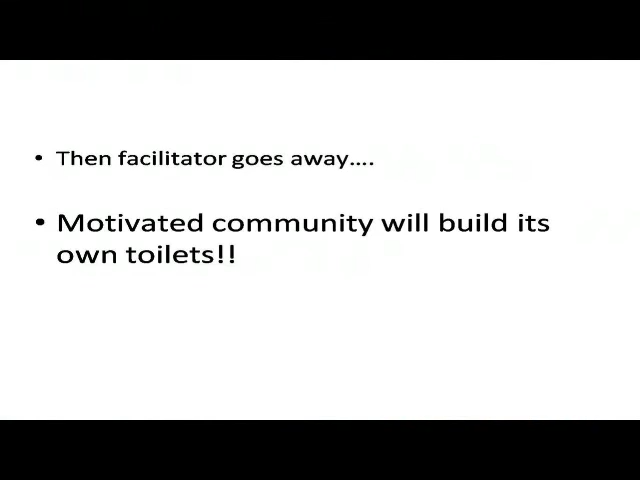 • Then facilitator goes away....
• Motivated community will build its
own toilets!!